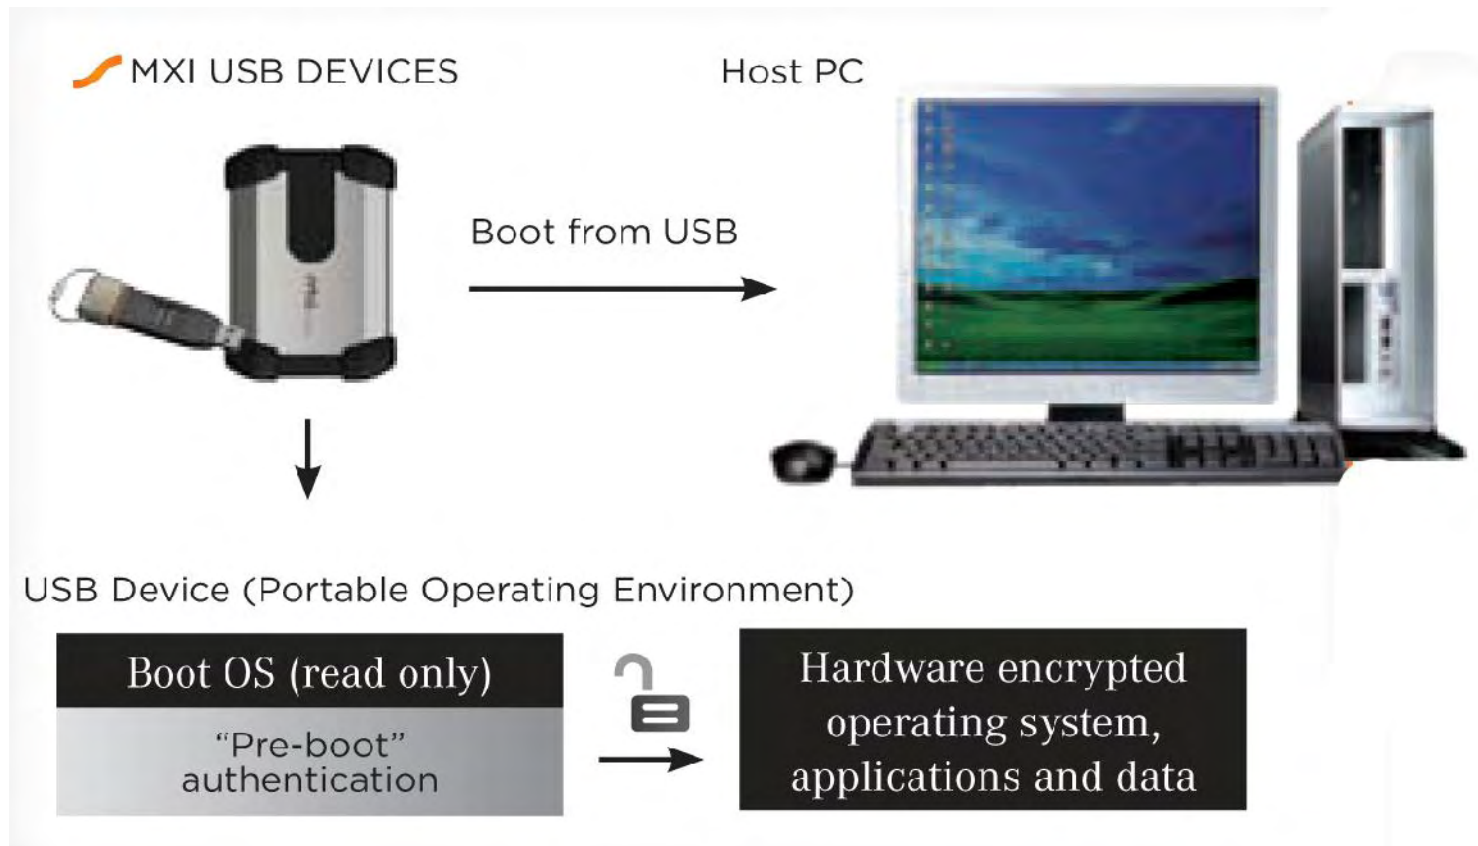 MXI USB DEVICES
Host PC
Boot from USB
USB Device (Portable Operating Environment)
Boot OS (read only)
“Pre-boot”
authentication
Hardware encrypted
operating system,
applications and data